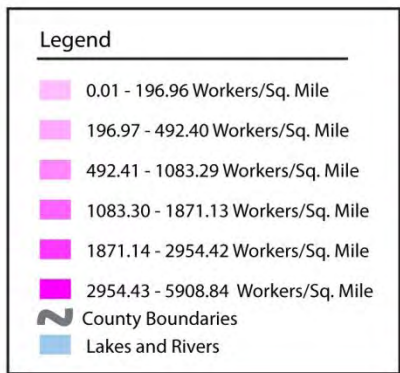 Legend
0.01 - 196.96 Workers/Sq. Mile
196.97 - 492.40 Workers/Sq. Mile
492.41 - 1083.29 Workers/Sq. Mile
1083.30 - 1871.13 Workers/Sq. Mile
1871.14 - 2954.42 Workers/Sq. Mile
2954.43 - 5908.84 Workers/Sq. Mile
County Boundaries
Lakes and Rivers